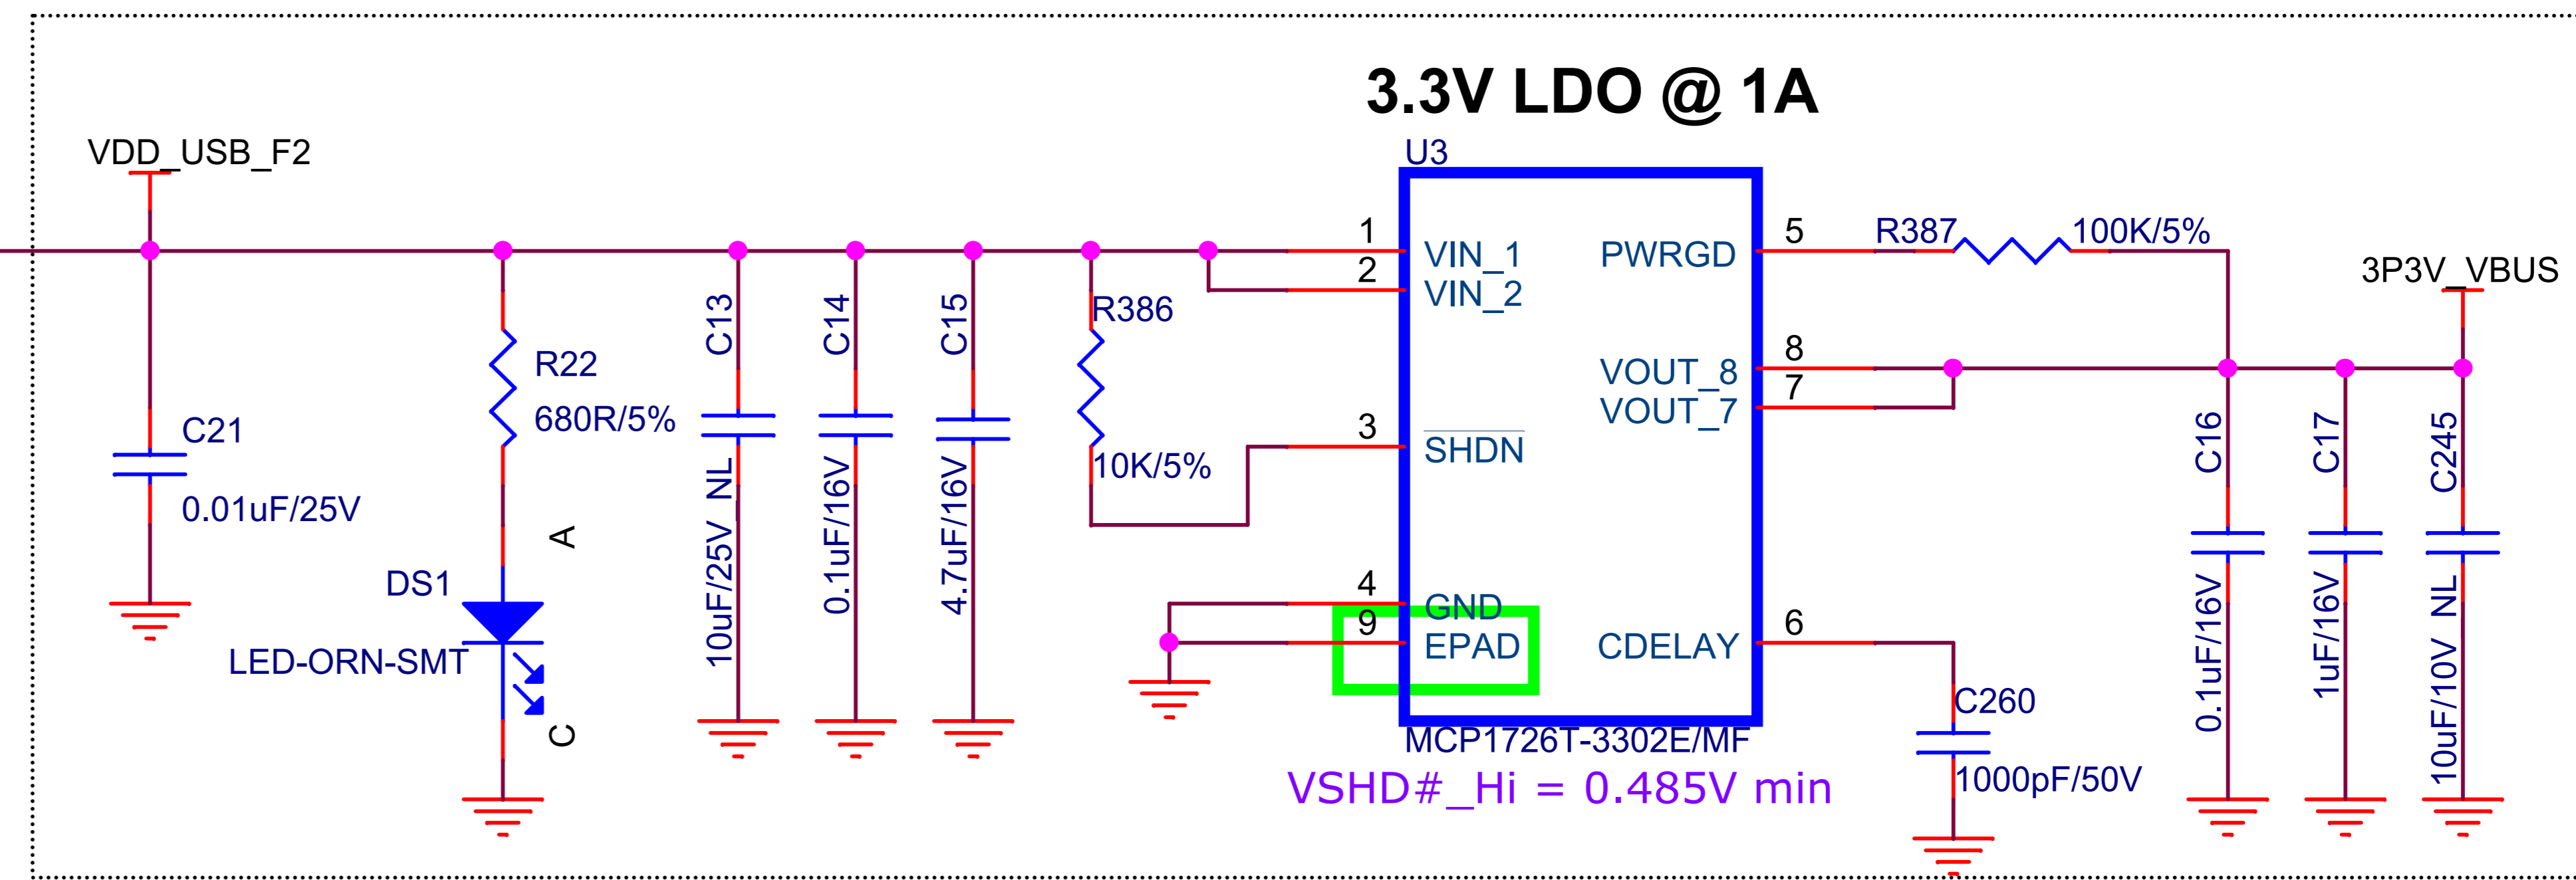 3.3V LDO @ 1A
VDD_USB_F2
U3
1
VIN_1
PWRGD
5
R387
100K/5%
2
VIN_2
3P3V_VBUS
C13
C14
C15
R386
R22
680R/5%
VOUT_8
8
VOUT_7
7
C21
0.01uF/25V
10uF/25V_NL
0.1uF/16V
4.7uF/16V
10K/5%
3
SHDN
C16
C17
C245
A
DS1
LED-ORN-SMT
C
4
GND
9
EPAD
CDELAY
6
C260
1000pF/50V
0.1uF/16V
1uF/16V
10uF/10V_NL
MCP1726T-3302E/MF
VSHD#_Hi = 0.485V min